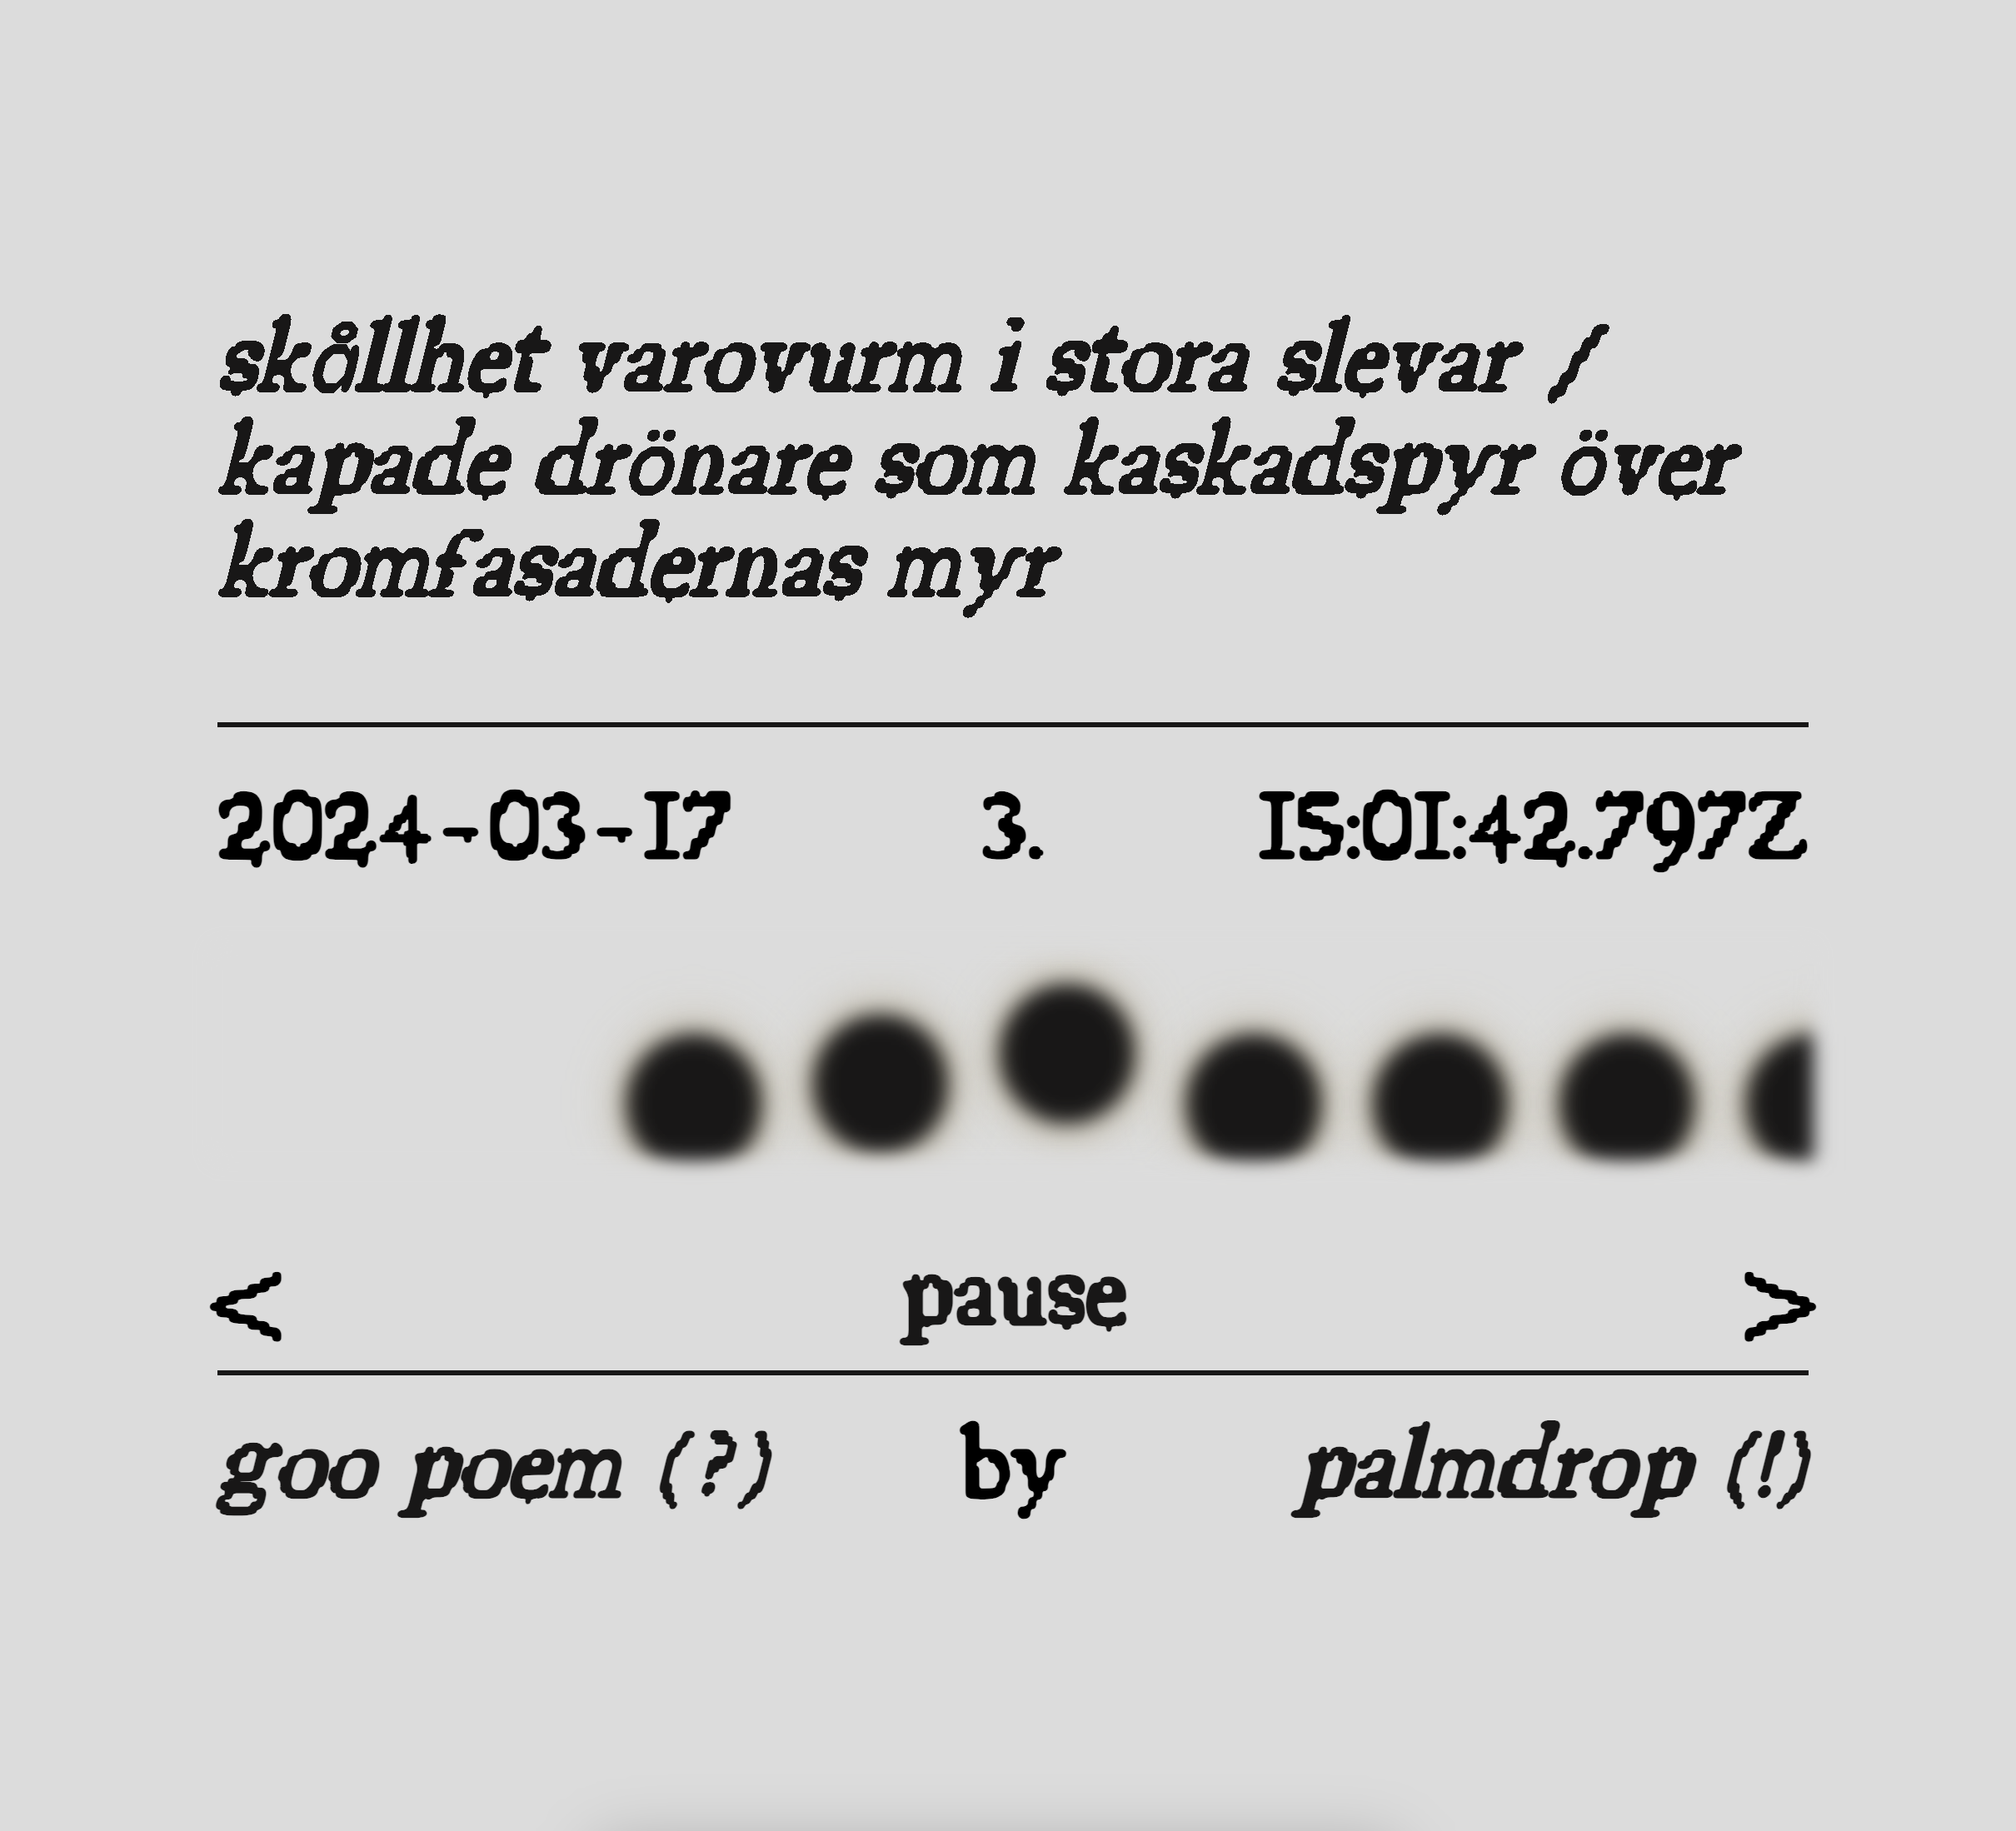 skållhet varovurm i stora slevar /
kapade drönare som kaskadspyr över
kromfasadernas myr
2024-03-17 3. 15:01:42.797Z
< pause >
goo poem (?) by palmdrop (!)